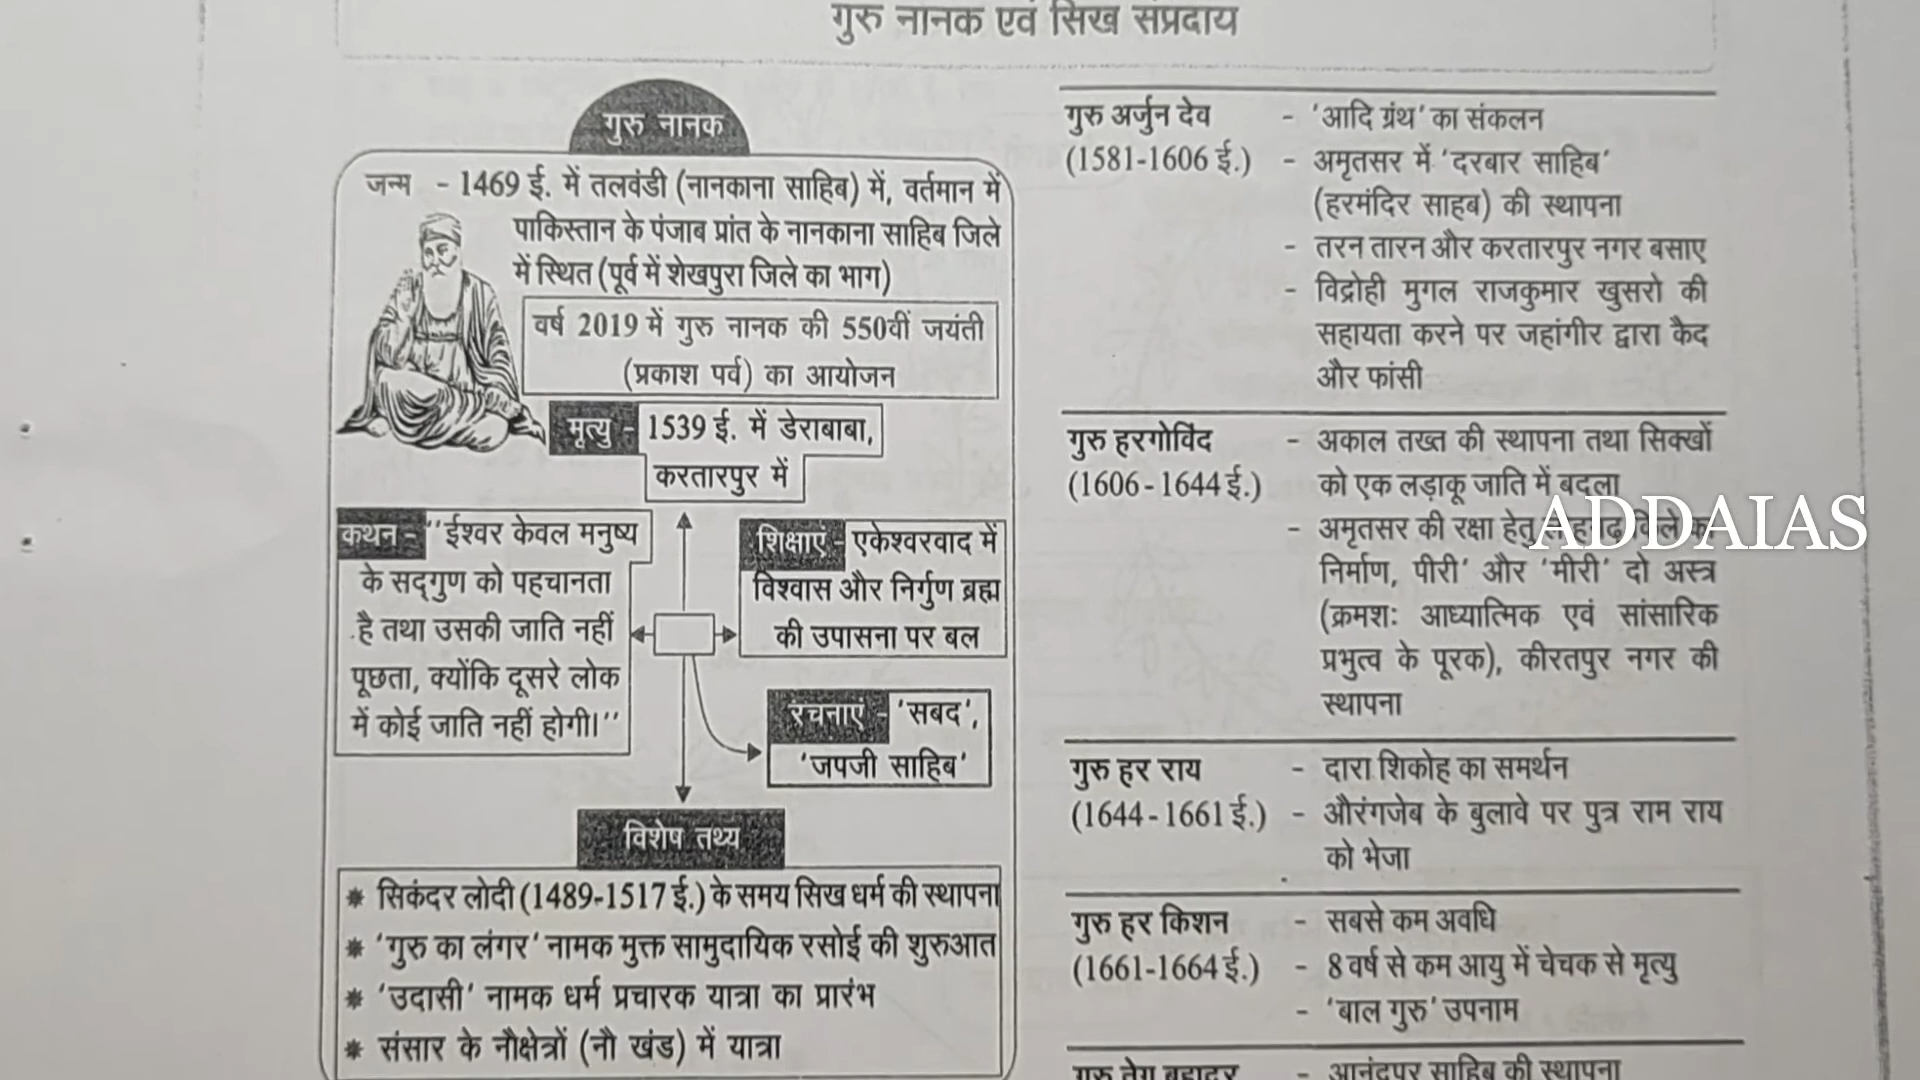 गुरु नानक एवं सिख संप्रदाय
गुरु नानक
जन्म - 1469 ई. में तलवंडी (नानकाना साहिब) में, वर्तमान में
पाकिस्तान के पंजाब प्रांत के नानकाना साहिब जिले
में स्थित (पूर्व में शेखपुरा जिले का भाग)
वर्ष 2019 में गुरु नानक की 550वीं जयंती
(प्रकाश पर्व) का आयोजन
मृत्यु - 1539 ई. में डेराबाबा,
करतारपुर में
कथन - ''ईश्वर केवल मनुष्य
के सद्गुण को पहचानता
है तथा उसकी जाति नहीं
पूछता, क्योंकि दूसरे लोक
में कोई जाति नहीं होगी।''
शिक्षाएं - एकेश्वरवाद में
विश्वास और निर्गुण ब्रह्म
की उपासना पर बल
रचनाएं - 'सबद',
'जपजी साहिब'
विशेष तथ्य
* सिकंदर लोदी (1489-1517 ई.) के समय सिख धर्म की स्थापना
* 'गुरु का लंगर' नामक मुक्त सामुदायिक रसोई की शुरुआत
* 'उदासी' नामक धर्म प्रचारक यात्रा का प्रारंभ
* संसार के नौक्षेत्रों (नौ खंड) में यात्रा
गुरु अर्जुन देव - 'आदि ग्रंथ' का संकलन
(1581-1606 ई.) - अमृतसर में 'दरबार साहिब'
(हरमंदिर साहब) की स्थापना
- तरन तारन और करतारपुर नगर बसाए
- विद्रोही मुगल राजकुमार खुसरो की
सहायता करने पर जहांगीर द्वारा कैद
और फांसी
गुरु हरगोविंद - अकाल तख्त की स्थापना तथा सिक्खों
(1606-1644 ई.) को एक लड़ाकू जाति में बदला
- अमृतसर की रक्षा हेतु
ADDAIAS
निर्माण, पीरी' और 'मीरी' दो अस्त्र
(क्रमशः आध्यात्मिक एवं सांसारिक
प्रभुत्व के पूरक), कीरतपुर नगर की
स्थापना
गुरु हर राय - दारा शिकोह का समर्थन
(1644-1661 ई.) - औरंगजेब के बुलावे पर पुत्र राम राय
को भेजा
गुरु हर किशन - सबसे कम अवधि
(1661-1664 ई.) - 8 वर्ष से कम आयु में चेचक से मृत्यु
- 'बाल गुरु' उपनाम
गुरु तेग बहादुर - आनंदपुर साहिब की स्थापना